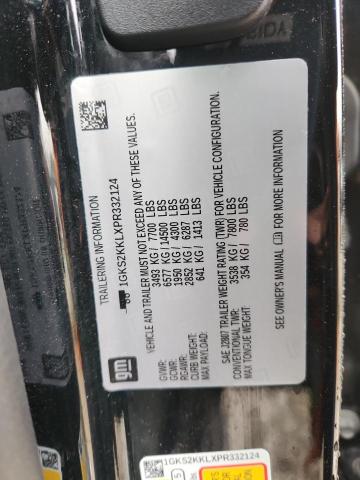 TRAILERING INFORMATION
1GKS2KKLXPR332124
VEHICLE AND TRAILER MUST NOT EXCEED ANY OF THESE VALUES.
GVWR: 3493 KG / 7700 LBS
GCWR: 6577 KG / 14500 LBS
RGAWR: 1950 KG / 4300 LBS
CURB WEIGHT: 2852 KG / 6287 LBS
MAX PAYLOAD: 641 KG / 1413 LBS
SAE J2807 TRAILER WEIGHT RATING (TWR) FOR VEHICLE CONFIGURATION.
CONVENTIONAL TWR: 3538 KG / 7800 LBS
MAX TONGUE WEIGHT: 354 KG / 780 LBS
SEE OWNER'S MANUAL FOR MORE INFORMATION
gm
1GKS2KKLXPR332124